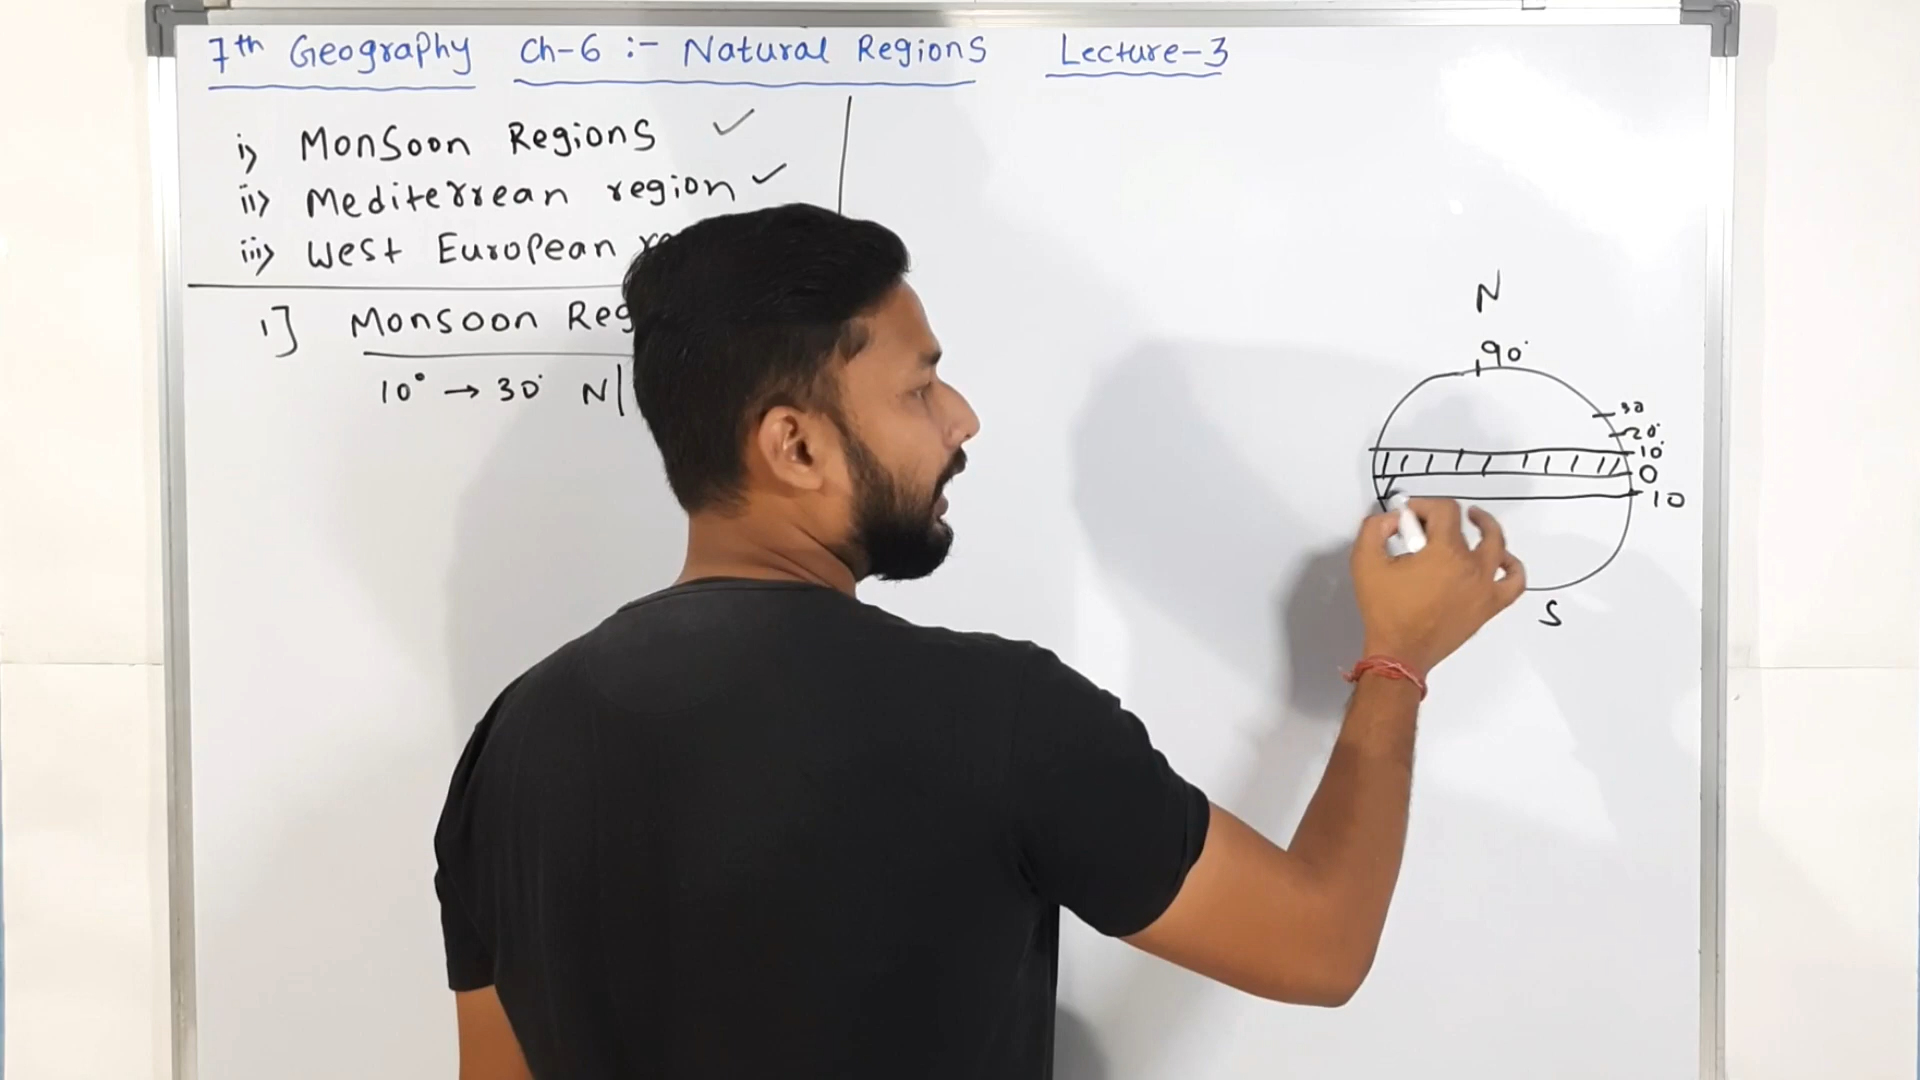 7th Geography Ch-6 :- Natural Regions Lecture-3
i) Monsoon Regions ✓
ii) Mediterrean region ✓
iii) West European
1] Monsoon Reg
10° → 30° N|
N
90°
30
20°
10°
0
10
S